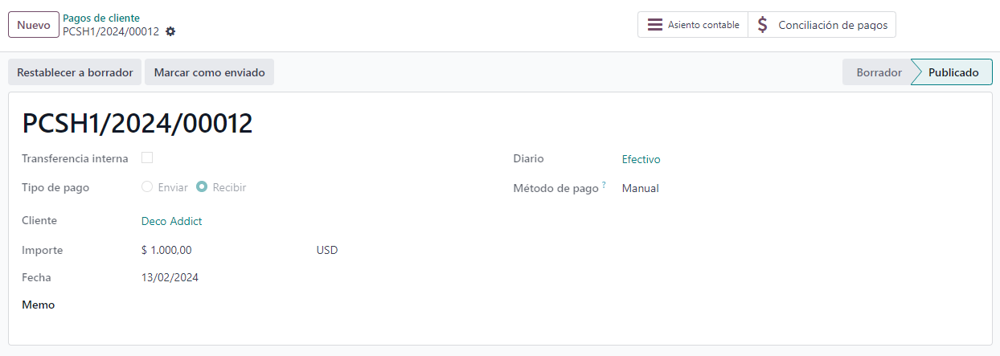 Nuevo
Pagos de cliente
PCSH1/2024/00012
Asiento contable
$ Conciliación de pagos
Restablecer a borrador
Marcar como enviado
Borrador
Publicado
PCSH1/2024/00012
Transferencia interna
Diario
Efectivo
Tipo de pago
Enviar
Recibir
Método de pago ?
Manual
Cliente
Deco Addict
Importe
$ 1.000,00
USD
Fecha
13/02/2024
Memo